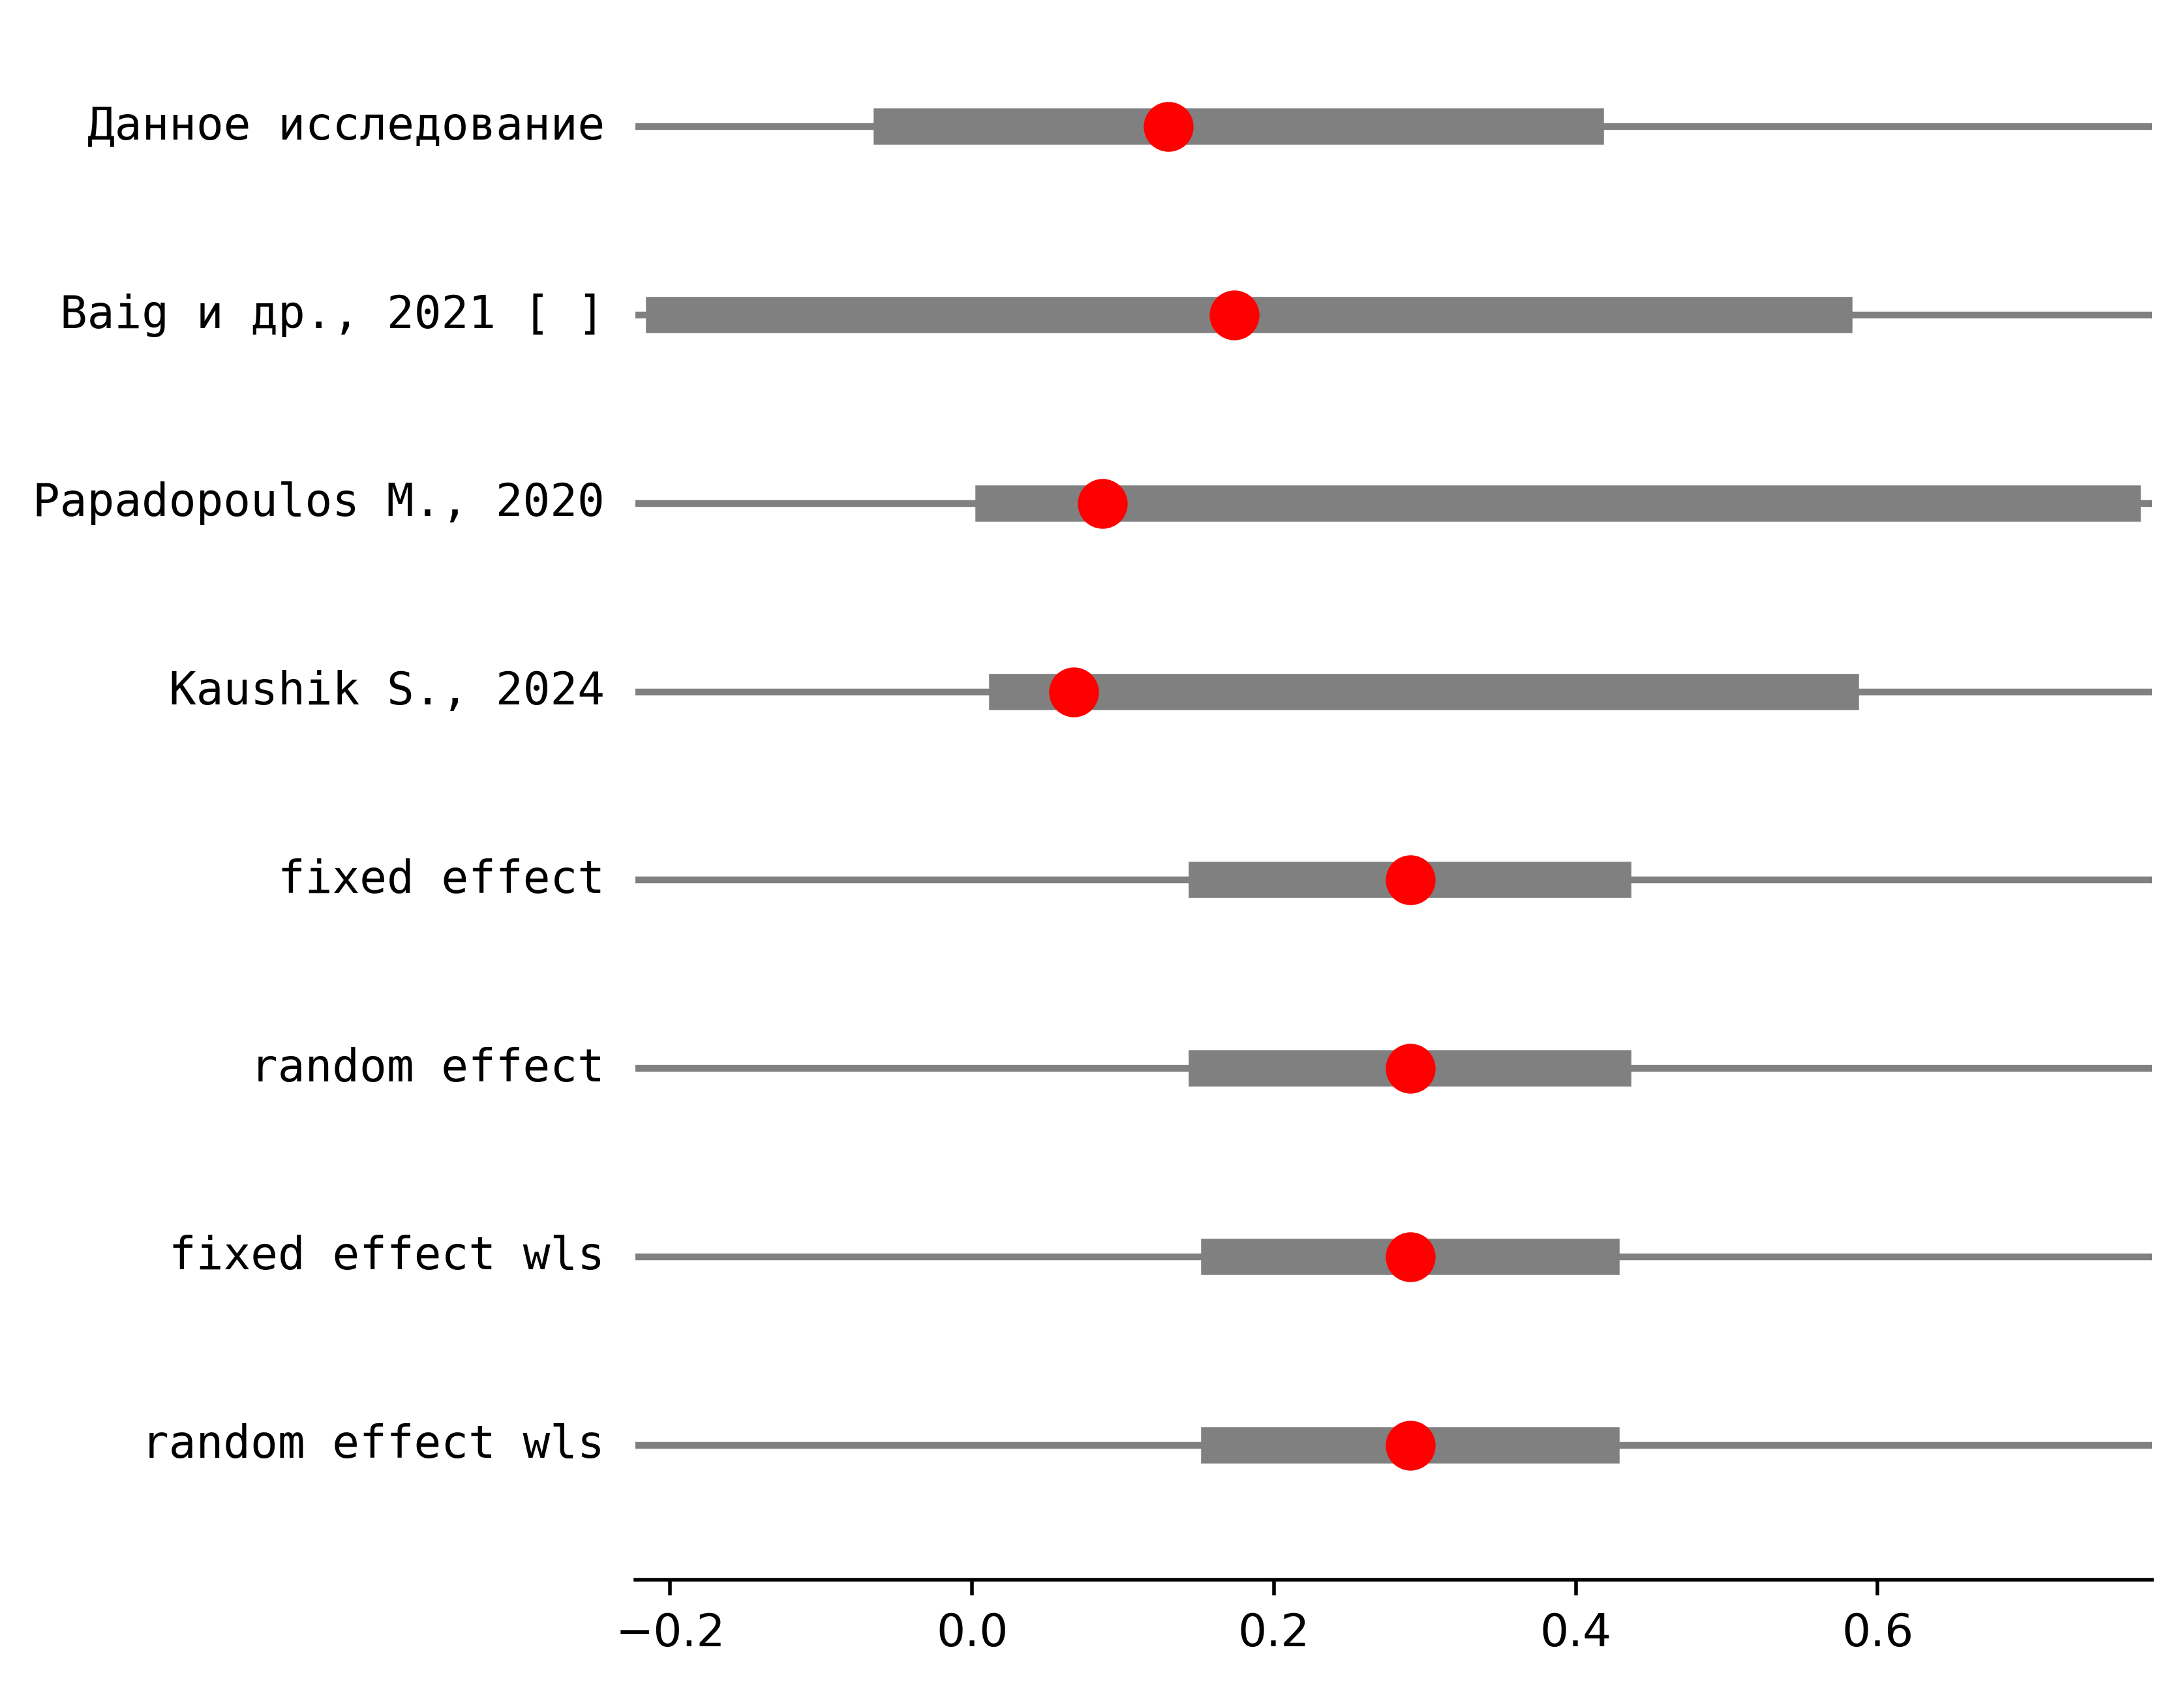 Данное исследование
Baig и др., 2021 [ ]
Papadopoulos M., 2020
Kaushik S., 2024
fixed effect
random effect
fixed effect wls
random effect wls
−0.2 0.0 0.2 0.4 0.6